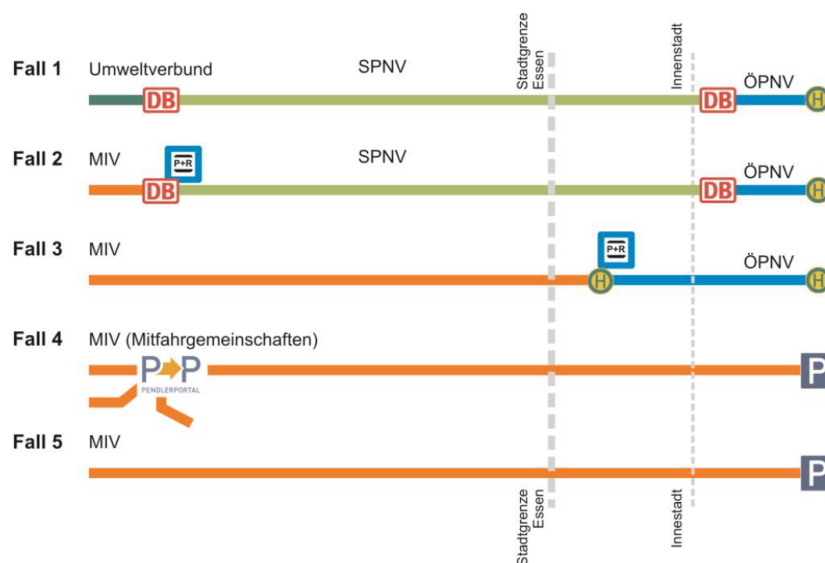 Stadtgrenze
Essen
Innenstadt
Fall 1
Umweltverbund
SPNV
ÖPNV
DB
DB
H
Fall 2
MIV
P+R
SPNV
ÖPNV
DB
DB
H
Fall 3
MIV
P+R
ÖPNV
H
H
Fall 4
MIV (Mitfahrgemeinschaften)
P P
PENDLERPORTAL
P
Fall 5
MIV
P
Stadtgrenze
Essen
Innestadt